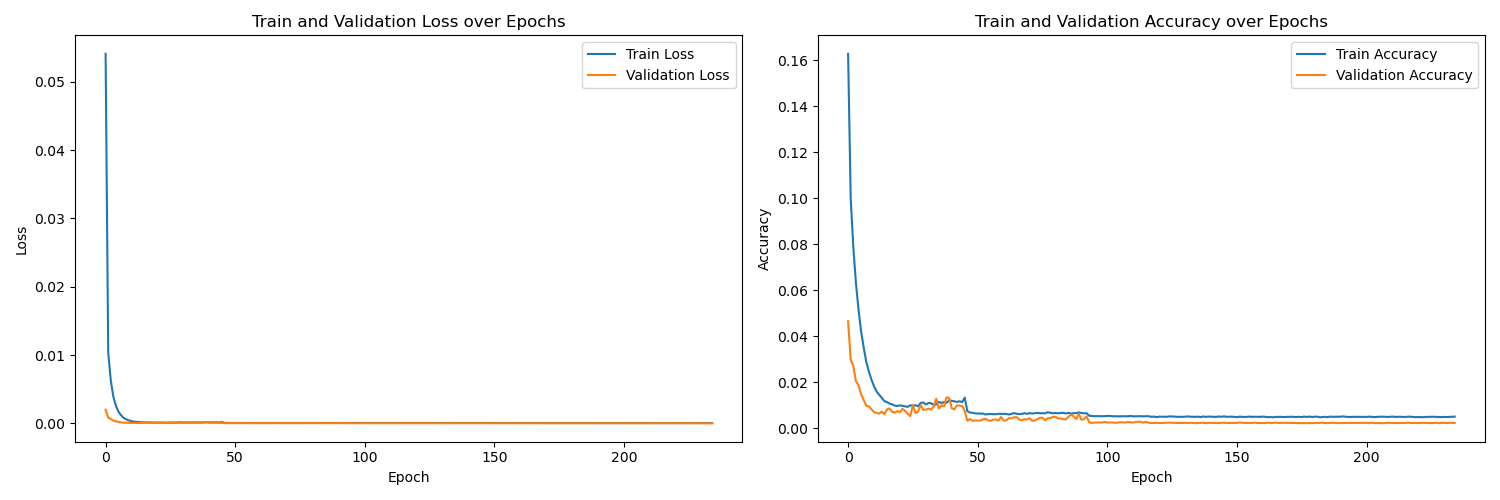 Train and Validation Loss over Epochs
Train Loss
Validation Loss
0.05
0.04
0.03
0.02
0.01
0.00
Loss
0
50
100
150
200
Epoch
Train and Validation Accuracy over Epochs
Train Accuracy
Validation Accuracy
0.16
0.14
0.12
0.10
0.08
0.06
0.04
0.02
0.00
Accuracy
0
50
100
150
200
Epoch